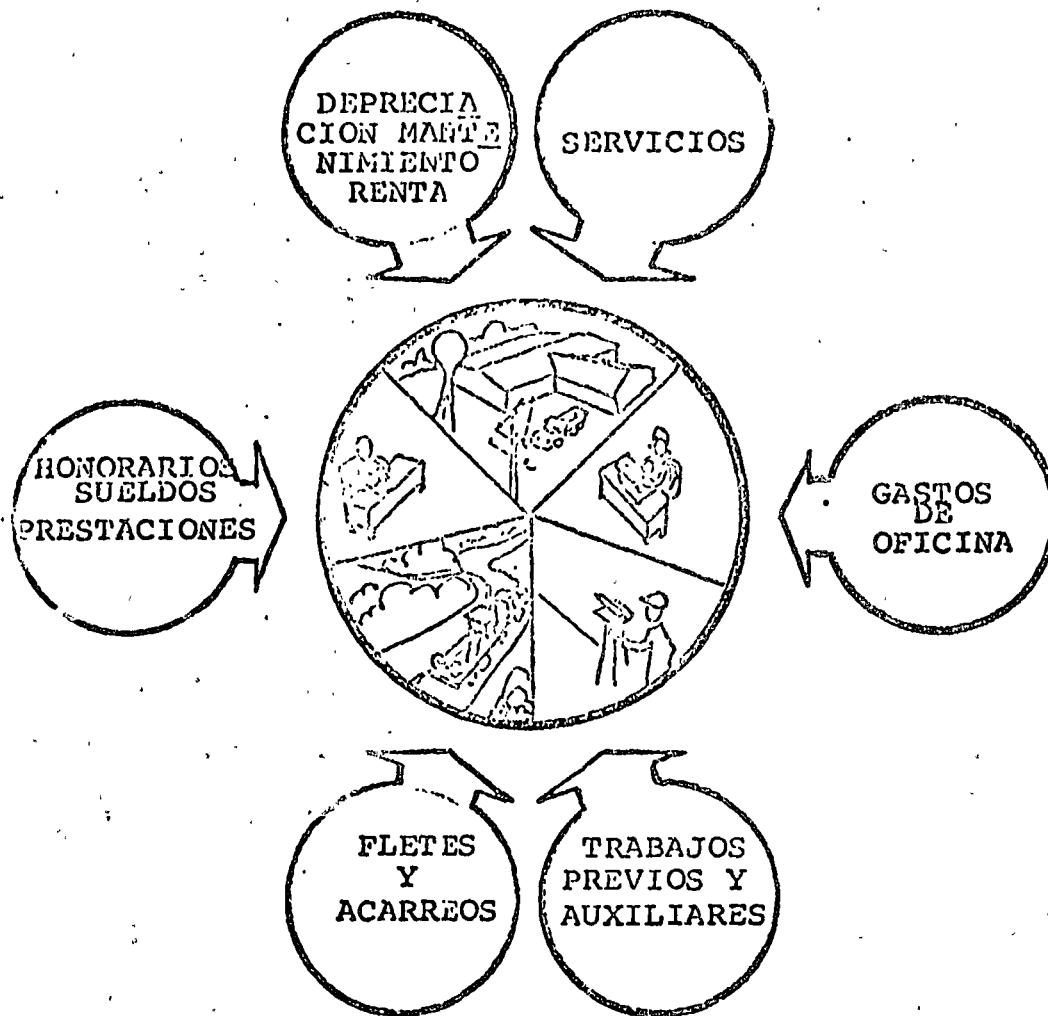 DEPRECIA
CION MANTE
NIMIENTO
RENTA
SERVICIOS
HONORARIOS
SUELDOS
PRESTACIONES
GASTOS
DE
OFICINA
FLETES
Y
ACARREOS
TRABAJOS
PREVIOS Y
AUXILIARES